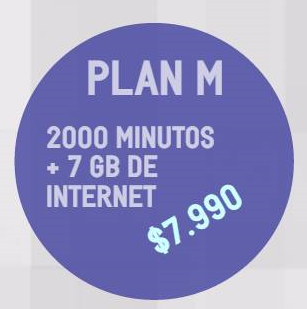 PLAN M
2000 MINUTOS
+ 7 GB DE
INTERNET
$7.990